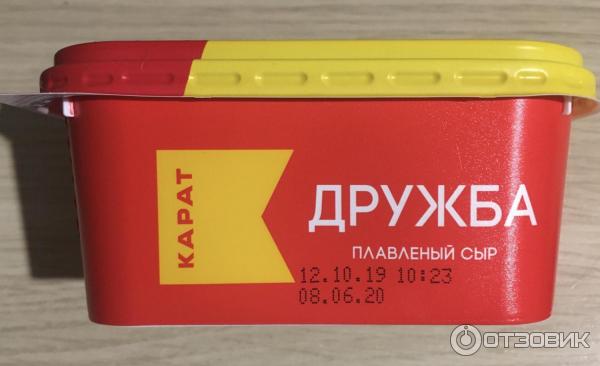 КАРАТ
ДРУЖБА
ПЛАВЛЕНЫЙ СЫР
12.10.19 10:23
08.06.20
ОТЗОВИК